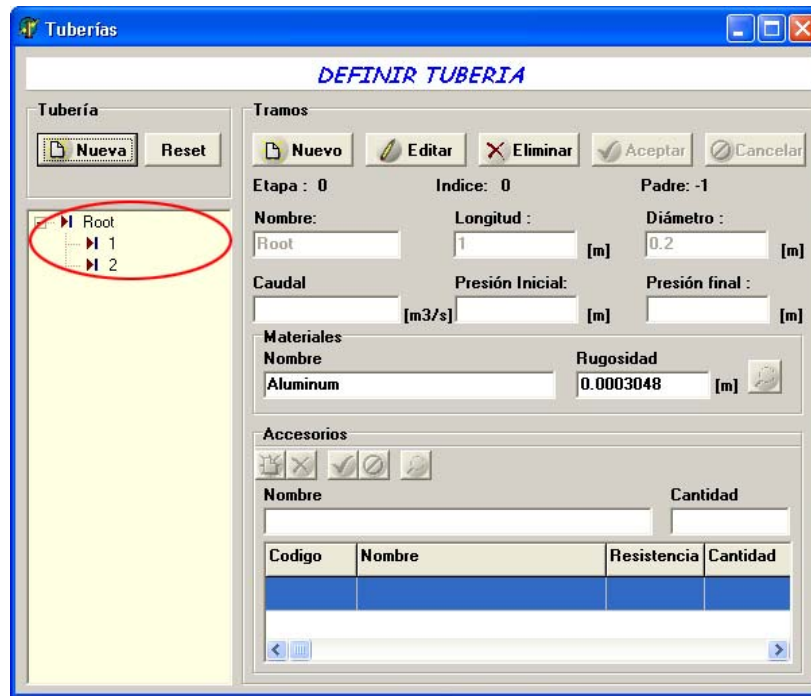 Tuberías
DEFINIR TUBERIA
Tubería
Nueva Reset
Root
1
2
Tramos
Nuevo Editar Eliminar Aceptar Cancelar
Etapa : 0 Indice: 0 Padre: -1
Nombre: Longitud : Diámetro :
Root 1 [m] 0.2 [m]
Caudal Presión Inicial: Presión final :
[m3/s] [m] [m]
Materiales
Nombre Rugosidad
Aluminum 0.0003048 [m]
Accesorios
Nombre Cantidad
Codigo Nombre Resistencia Cantidad